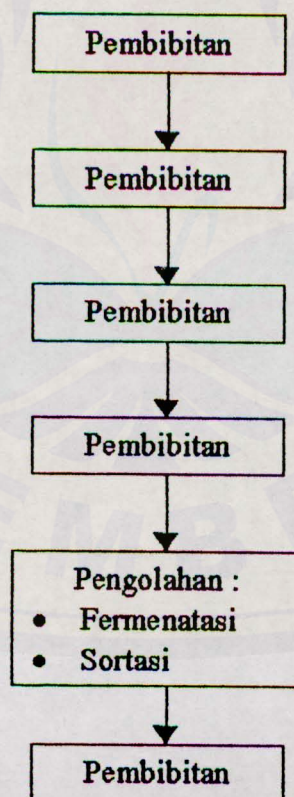 Pembibitan
Pembibitan
Pembibitan
Pembibitan
Pengolahan :
• Fermenatasi
• Sortasi
Pembibitan